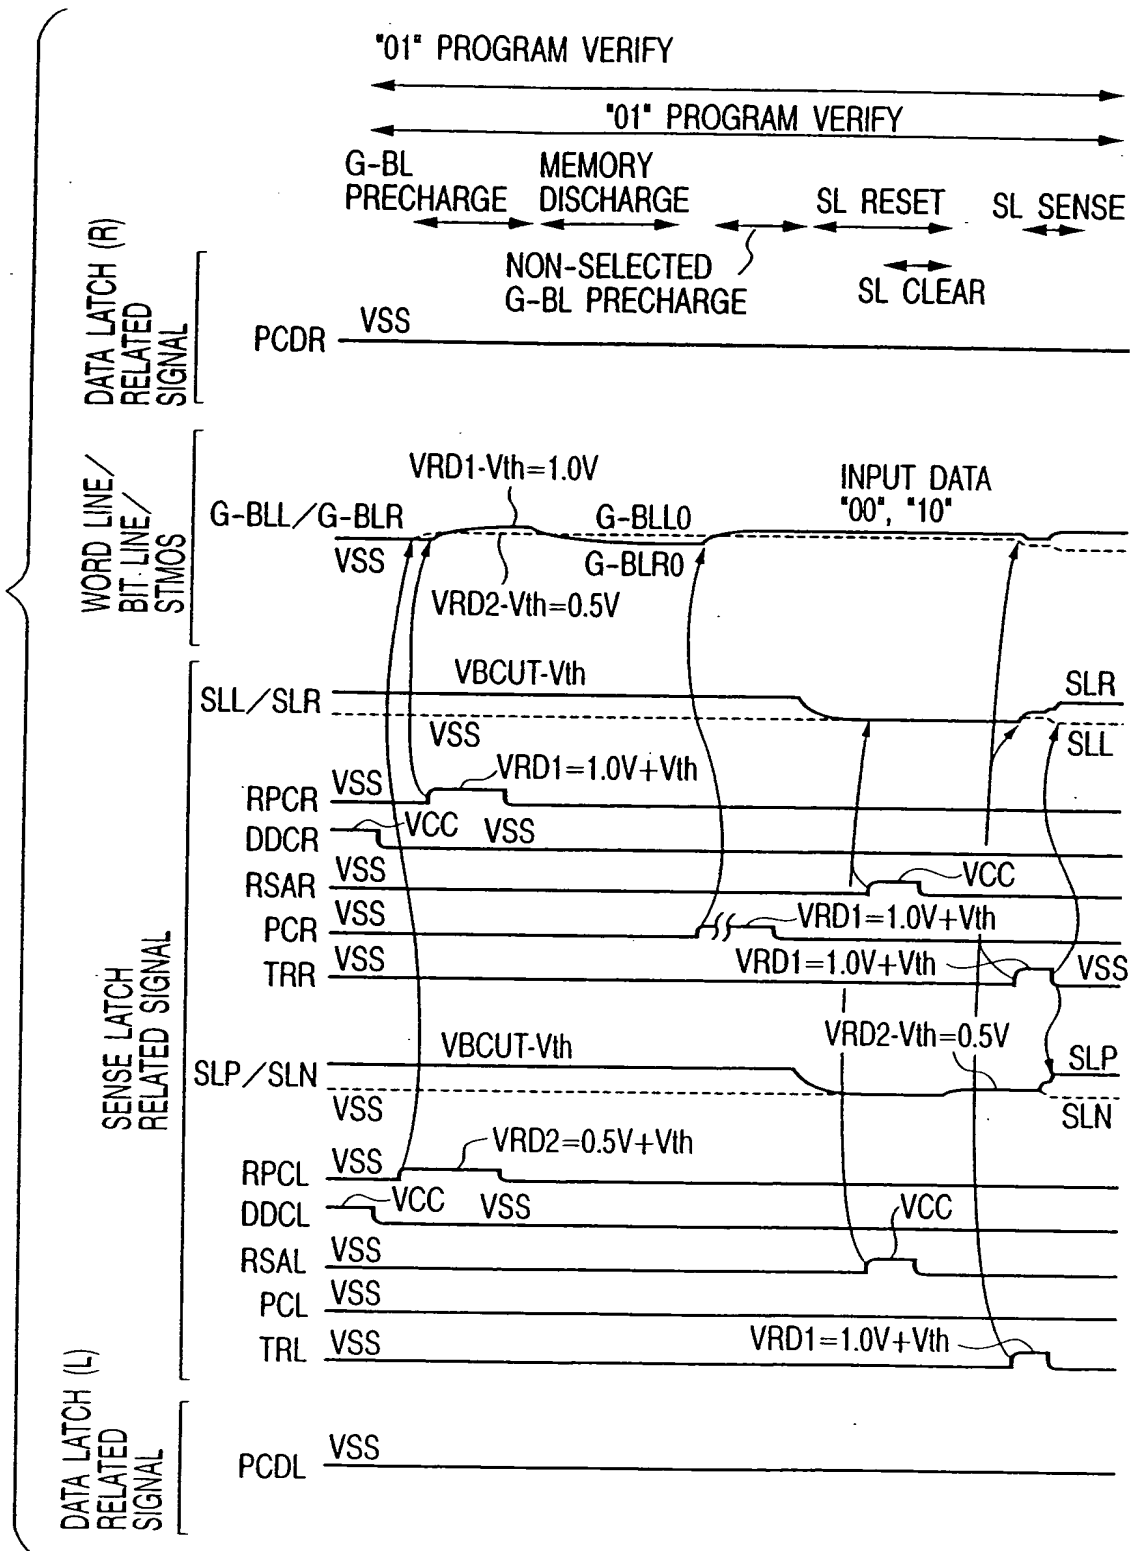 "01" PROGRAM VERIFY
"01" PROGRAM VERIFY
G-BL
PRECHARGE
MEMORY
DISCHARGE
SL RESET
SL SENSE
NON-SELECTED
G-BL PRECHARGE
SL CLEAR
DATA LATCH (R)
RELATED
SIGNAL
PCDR
VSS
WORD LINE/
BIT LINE/
STMOS
G-BLL/G-BLR
VSS
VRD1-Vth=1.0V
VRD2-Vth=0.5V
G-BLL0
G-BLR0
INPUT DATA
"00", "10"
SENSE LATCH
RELATED SIGNAL
SLL/SLR
VBCUT-Vth
VSS
SLR
SLL
RPCR
VSS
VRD1=1.0V+Vth
DDCR
VCC
VSS
RSAR
VSS
VCC
PCR
VSS
VRD1=1.0V+Vth
TRR
VSS
VRD1=1.0V+Vth
VSS
SLP/SLN
VBCUT-Vth
VSS
VRD2-Vth=0.5V
SLP
SLN
RPCL
VSS
VRD2=0.5V+Vth
DDCL
VCC
VSS
RSAL
VSS
VCC
PCL
VSS
TRL
VSS
VRD1=1.0V+Vth
DATA LATCH (L)
RELATED
SIGNAL
PCDL
VSS